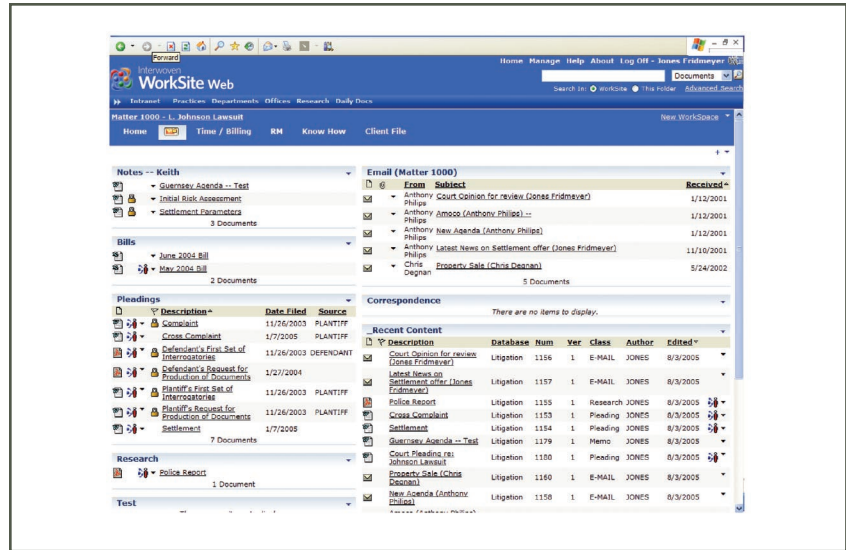 Forward
Interwoven
WorkSite Web
Home Manage Help About Log Off - Jones Fridmeyer
Documents
Search In: WorkSite This Folder Advanced Search
Intranet Practices Departments Offices Research Daily Docs
Matter 1000 - L. Johnson Lawsuit
New WorkSpace
Home Time / Billing RM Know How Client File
Notes -- Keith
Guernsey Agenda -- Test
Initial Risk Assessment
Settlement Parameters
3 Documents
Bills
June 2004 Bill
May 2004 Bill
2 Documents
Pleadings
Description Date Filed Source
Complaint 11/26/2003 PLANTIFF
Cross Complaint 1/7/2005 PLANTIFF
Defendant's First Set of
Interrogatories 11/26/2003 DEFENDANT
Defendant's Request for
Production of Documents 1/27/2004
Plantiff's First Set of
Interrogatories 11/26/2003 PLANTIFF
Plantiff's Request for
Production of Documents 11/26/2003 PLANTIFF
Settlement 1/7/2005
7 Documents
Research
Police Report
1 Document
Test
Email (Matter 1000)
From Subject Received
Anthony Philips Court Opinion for review (Jones Fridmeyer) 1/12/2001
Anthony Philips Amoco (Anthony Philips) -- 1/12/2001
Anthony Philips New Agenda (Anthony Philips) 1/12/2001
Anthony Philips Latest News on Settlement offer (Jones Fridmeyer) 11/10/2001
Chris Degnan Property Sale (Chris Degnan) 5/24/2002
5 Documents
Correspondence
There are no items to display.
_Recent Content
Description Database Num Ver Class Author Edited
Court Opinion for review
(Jones Fridmeyer) Litigation 1156 1 E-MAIL JONES 8/3/2005
Latest News on
Settlement offer (Jones
Fridmeyer) Litigation 1157 1 E-MAIL JONES 8/3/2005
Police Report Litigation 1155 1 Research JONES 8/3/2005
Cross Complaint Litigation 1153 1 Pleading JONES 8/3/2005
Settlement Litigation 1154 1 Pleading JONES 8/3/2005
Guernsey Agenda -- Test Litigation 1179 1 Memo JONES 8/3/2005
Court Pleading re:
Johnson Lawsuit Litigation 1180 1 Pleading JONES 8/3/2005
Property Sale (Chris
Degnan) Litigation 1160 1 E-MAIL JONES 8/3/2005
New Agenda (Anthony
Philips) Litigation 1158 1 E-MAIL JONES 8/3/2005